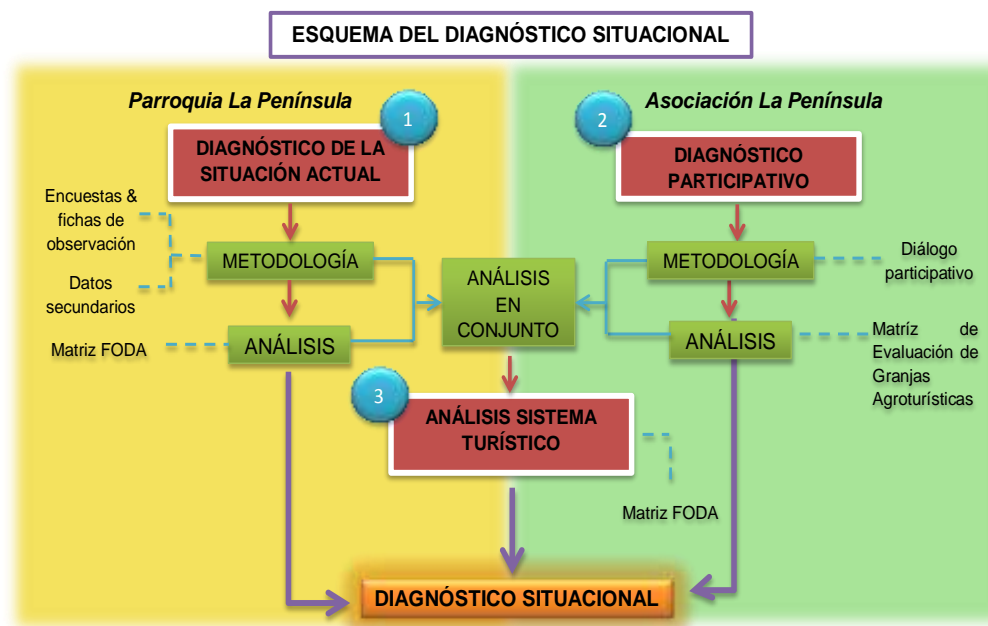 ESQUEMA DEL DIAGNÓSTICO SITUACIONAL
Parroquia La Península
Asociación La Península
1
DIAGNÓSTICO DE LA
SITUACIÓN ACTUAL
2
DIAGNÓSTICO
PARTICIPATIVO
Encuestas &
fichas de
observación
Datos
secundarios
METODOLOGÍA
ANÁLISIS
EN
CONJUNTO
METODOLOGÍA
Diálogo
participativo
Matriz FODA
ANÁLISIS
ANÁLISIS
Matríz de
Evaluación de
Granjas
Agroturísticas
3
ANÁLISIS SISTEMA
TURÍSTICO
Matriz FODA
DIAGNÓSTICO SITUACIONAL